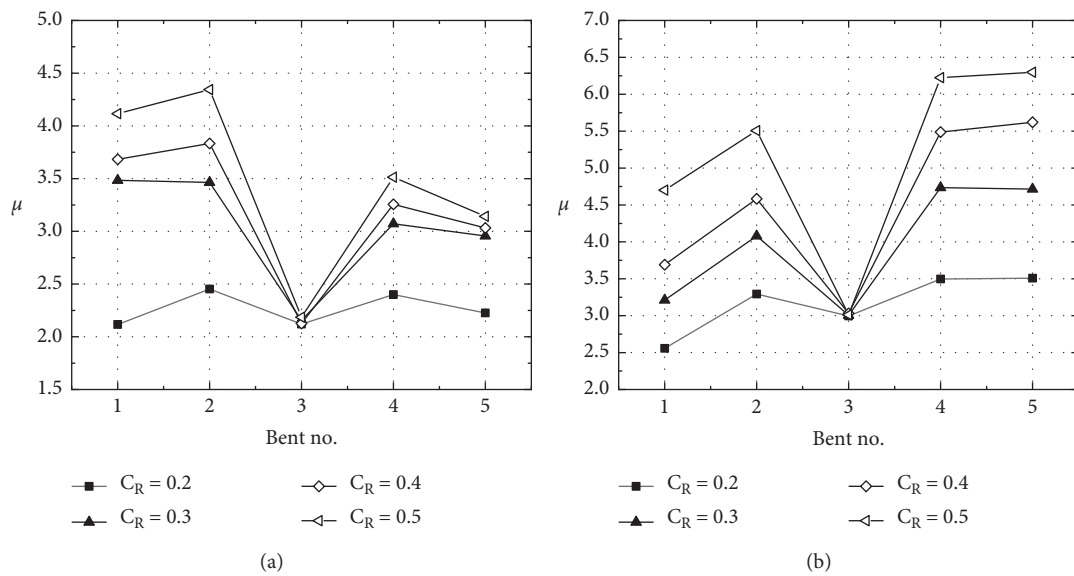 5.0
4.5
4.0
3.5
3.0
2.5
2.0
1.5
μ
1 2 3 4 5
Bent no.
C_R = 0.2 C_R = 0.4
C_R = 0.3 C_R = 0.5
(a)
7.0
6.5
6.0
5.5
5.0
4.5
4.0
3.5
3.0
2.5
2.0
μ
1 2 3 4 5
Bent no.
C_R = 0.2 C_R = 0.4
C_R = 0.3 C_R = 0.5
(b)